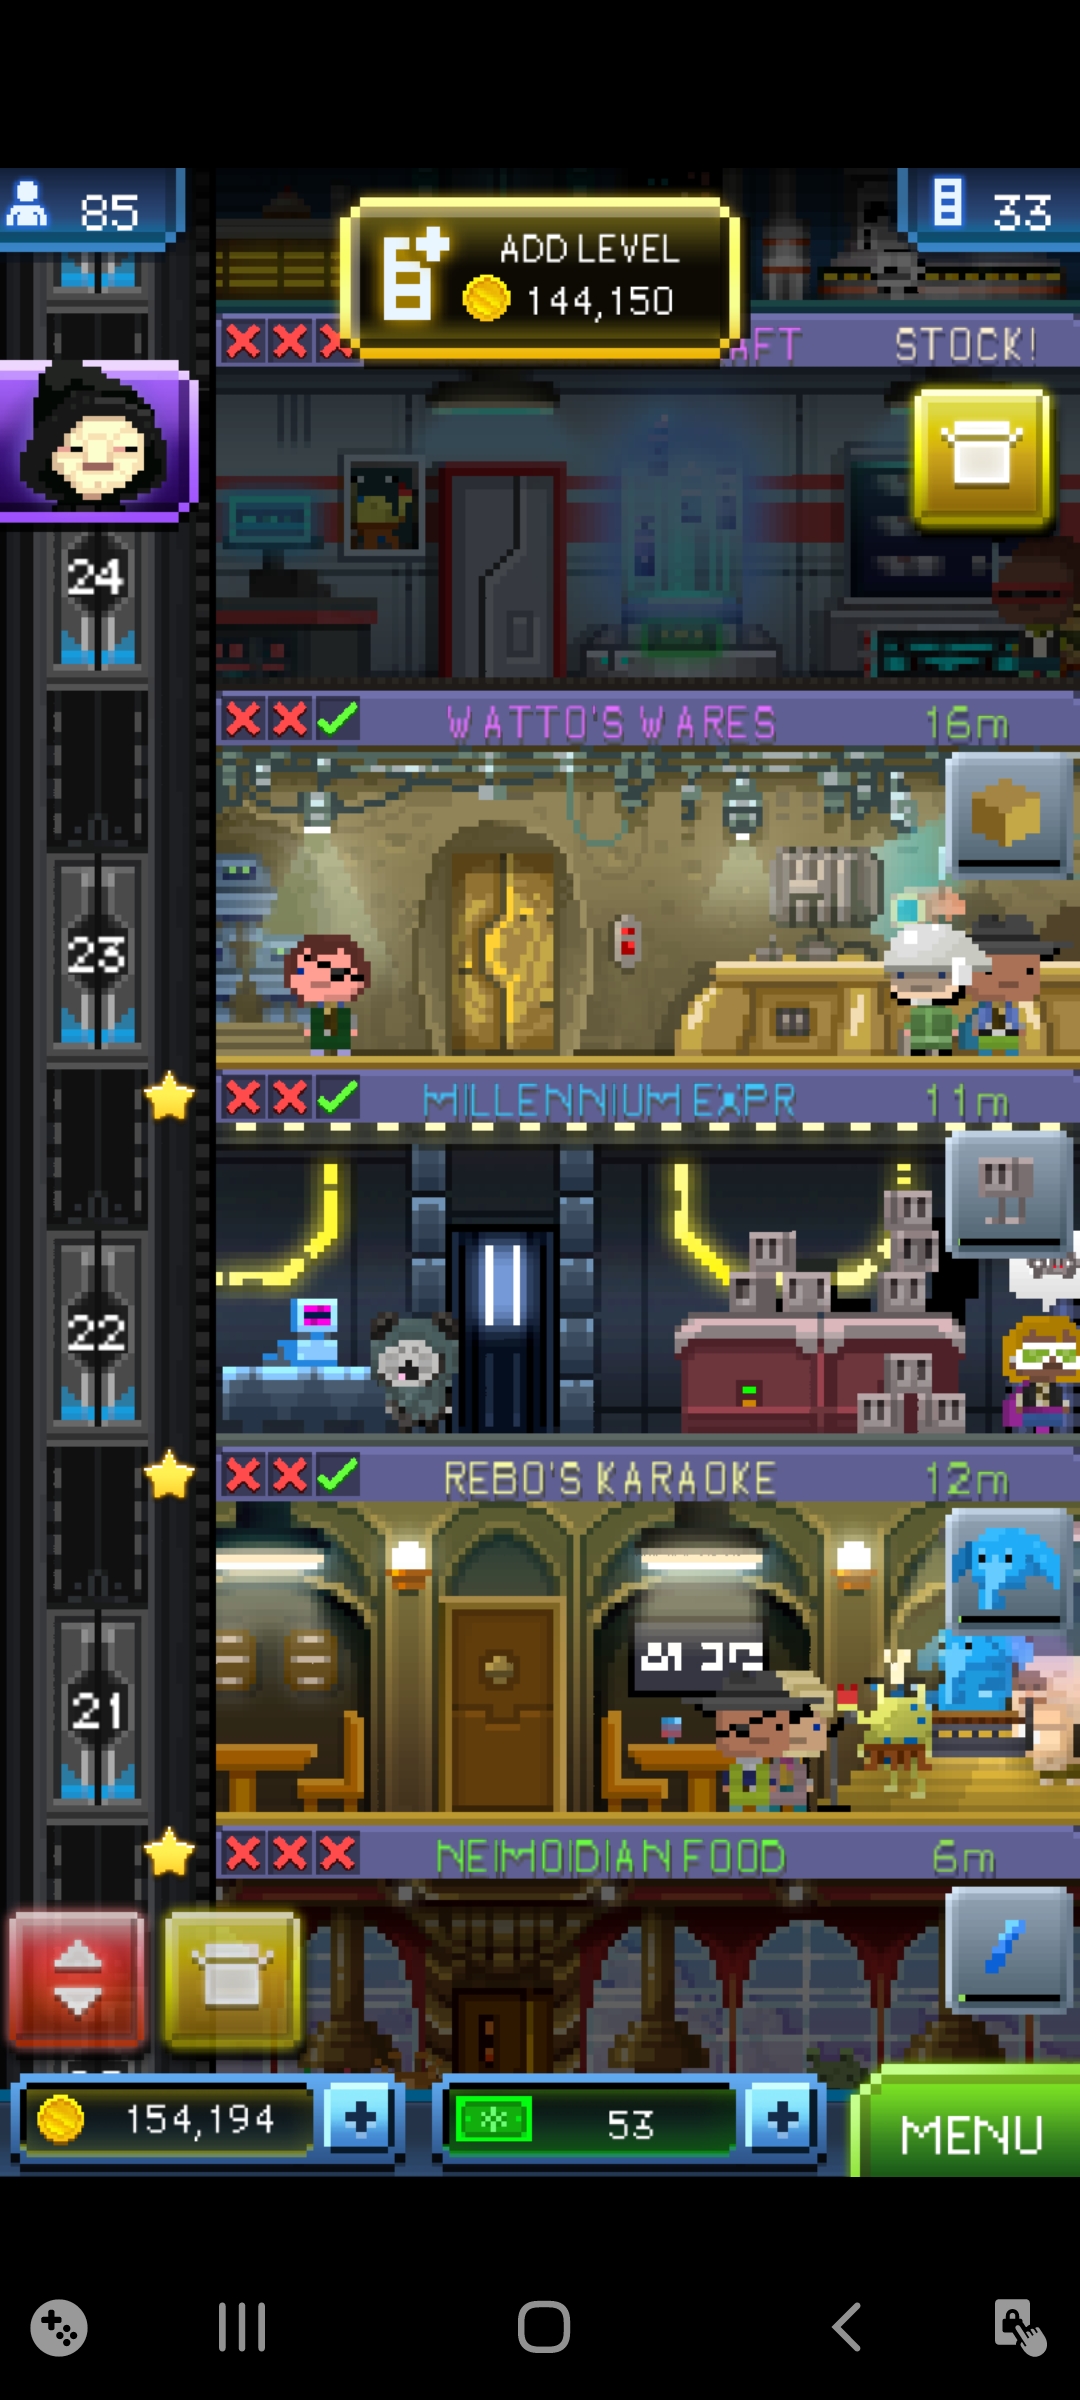 85
ADD LEVEL
144,150
33
STOCK!
24
WATTO'S WARES
16m
23
MILLENNIUM EXPR
11m
22
REBO'S KARAOKE
12m
21
NEIMOIDIAN FOOD
6m
154,194
53
MENU